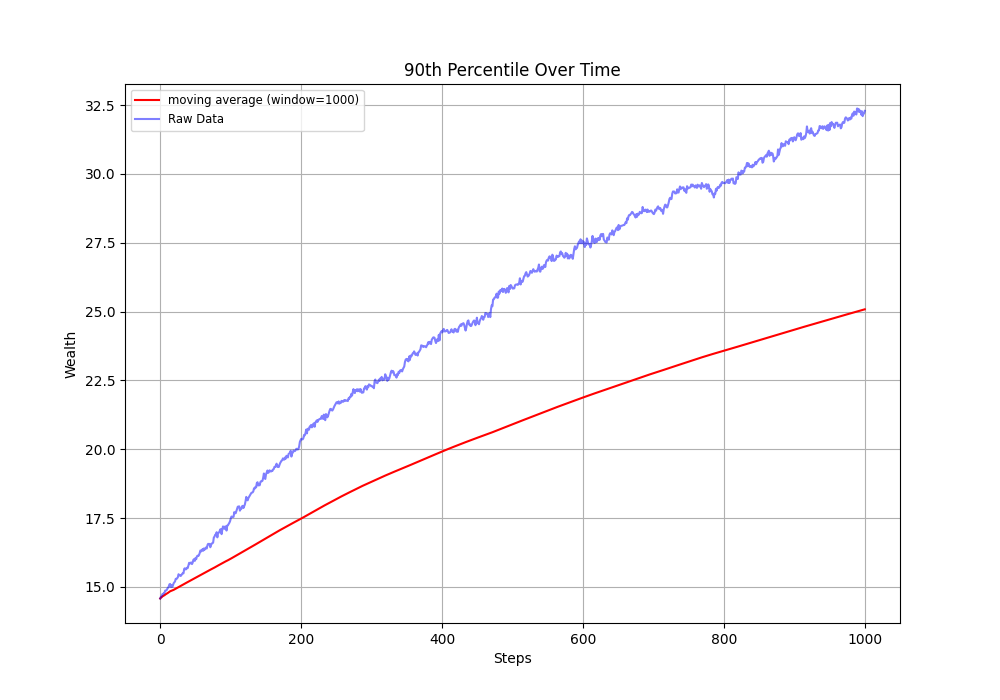 90th Percentile Over Time
moving average (window=1000)
Raw Data
Wealth
32.5
30.0
27.5
25.0
22.5
20.0
17.5
15.0
0 200 400 600 800 1000
Steps